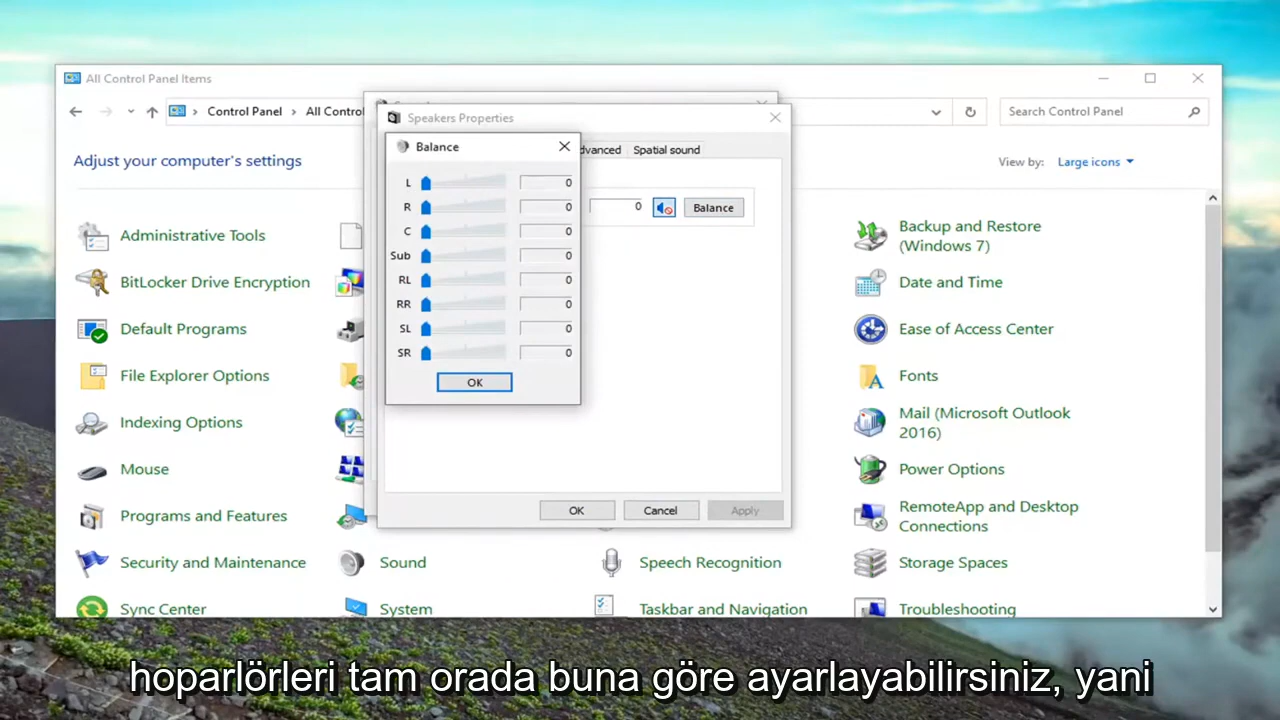 All Control Panel Items
Control Panel All Control
Search Control Panel
Adjust your computer's settings
View by: Large icons
Speakers Properties
dvanced Spatial sound
0 Balance
Balance
L 0
R 0
C 0
Sub 0
RL 0
RR 0
SL 0
SR 0
OK
OK Cancel Apply
Administrative Tools
BitLocker Drive Encryption
Default Programs
File Explorer Options
Indexing Options
Mouse
Programs and Features
Security and Maintenance
Sync Center
Sound
System
Speech Recognition
Taskbar and Navigation
Backup and Restore
(Windows 7)
Date and Time
Ease of Access Center
Fonts
Mail (Microsoft Outlook
2016)
Power Options
RemoteApp and Desktop
Connections
Storage Spaces
Troubleshooting
hoparlörleri tam orada buna göre ayarlayabilirsiniz, yani